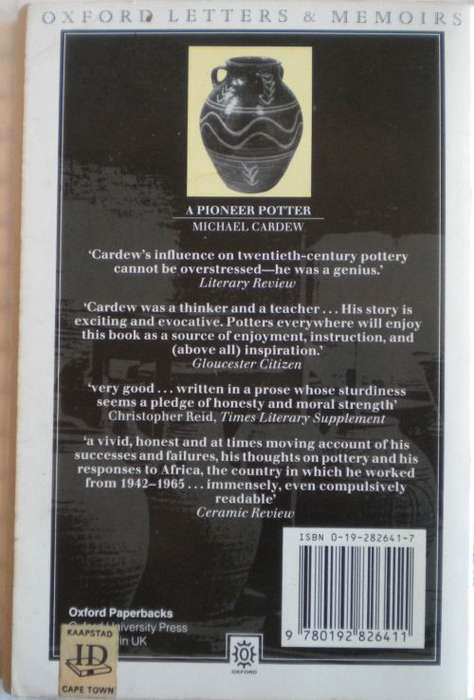 OXFORD LETTERS & MEMOIRS
A PIONEER POTTER
MICHAEL CARDEW
‘Cardew's influence on twentieth-century pottery
cannot be overstressed—he was a genius.’
Literary Review
‘Cardew was a thinker and a teacher . . . His story is
exciting and evocative. Potters everywhere will enjoy
this book as a source of enjoyment, instruction, and
(above all) inspiration.’
Gloucester Citizen
‘very good . . . written in a prose whose sturdiness
seems a pledge of honesty and moral strength’
Christopher Reid, Times Literary Supplement
‘a vivid, honest and at times moving account of his
successes and failures, his thoughts on pottery and his
responses to Africa, the country in which he worked
from 1942–1965 . . . immensely, even compulsively
readable’
Ceramic Review
ISBN 0-19-282641-7
9 780192 826411
OXFORD
Oxford Paperbacks
Oxford University Press
in UK
KAAPSTAD
ID
CAPE TOWN